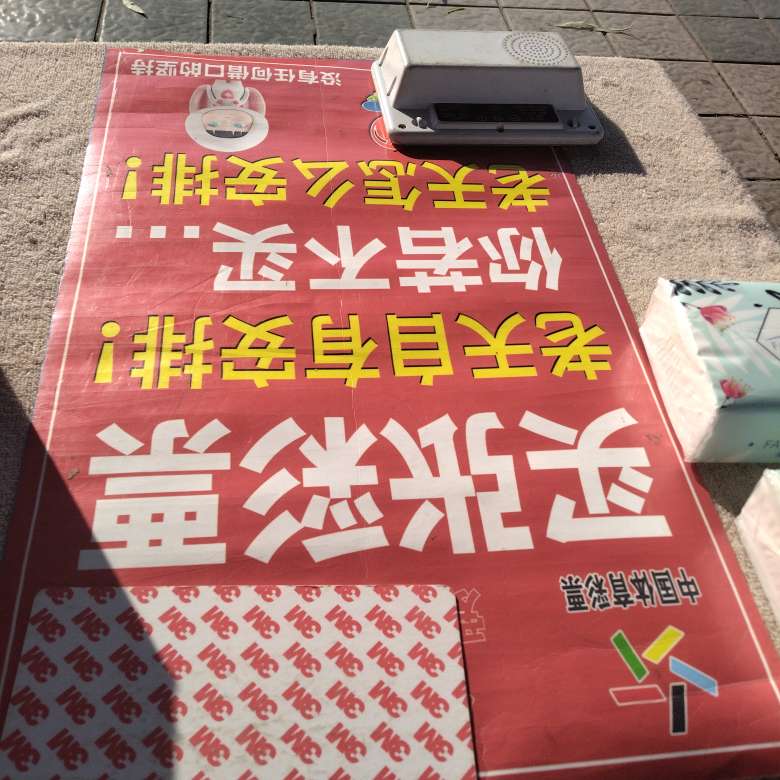 中国体育彩票
买张彩票
老天自有安排!
你若不买...
老天怎么安排!
没有任何借口的坚持
3M